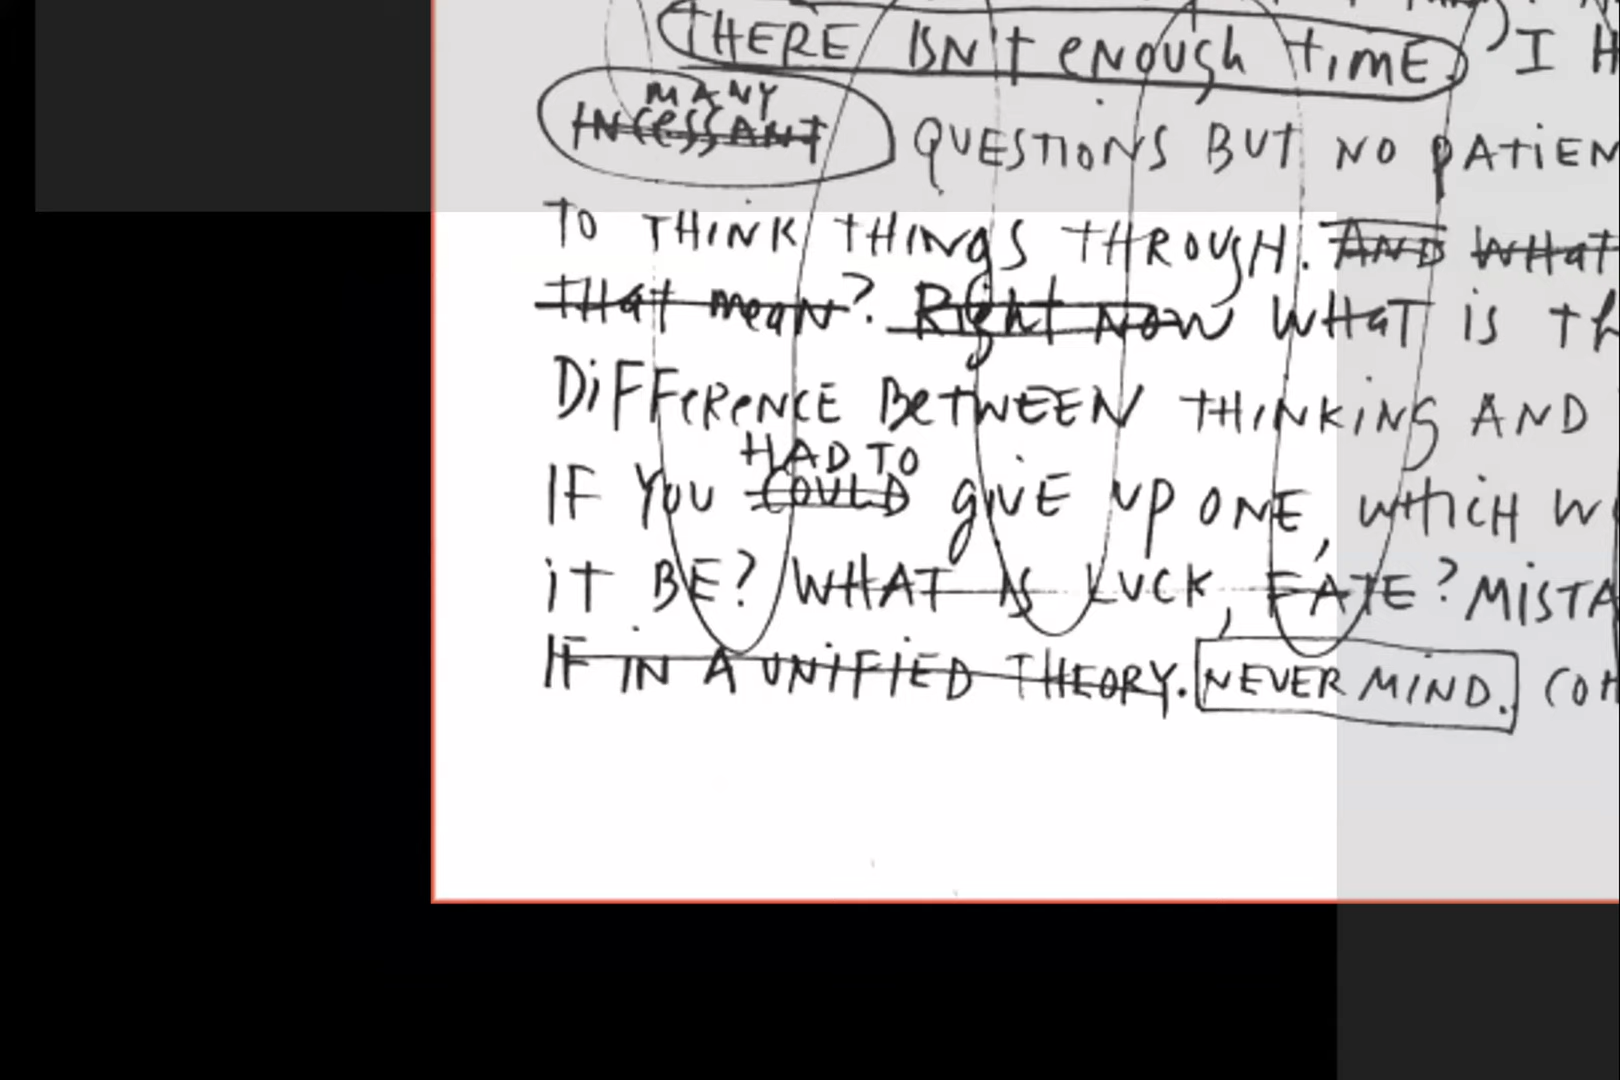 THERE ISN't enough time. I H
MANY
INCESSANT QUESTIONS BUT NO PATIEN
TO THINK THINGS THROUGH. AND WHAT
that mean? Right Now WHaT is th
DiFFeReNCE BeTWEEN THINKING AND
HAD TO
IF YOU COULD giVE UP ONE, WHiCH W
iT BE? WHAT IS LUCK, FATE? MISTA
IF IN A UNiFIED THEORY. NEVER MIND. COH